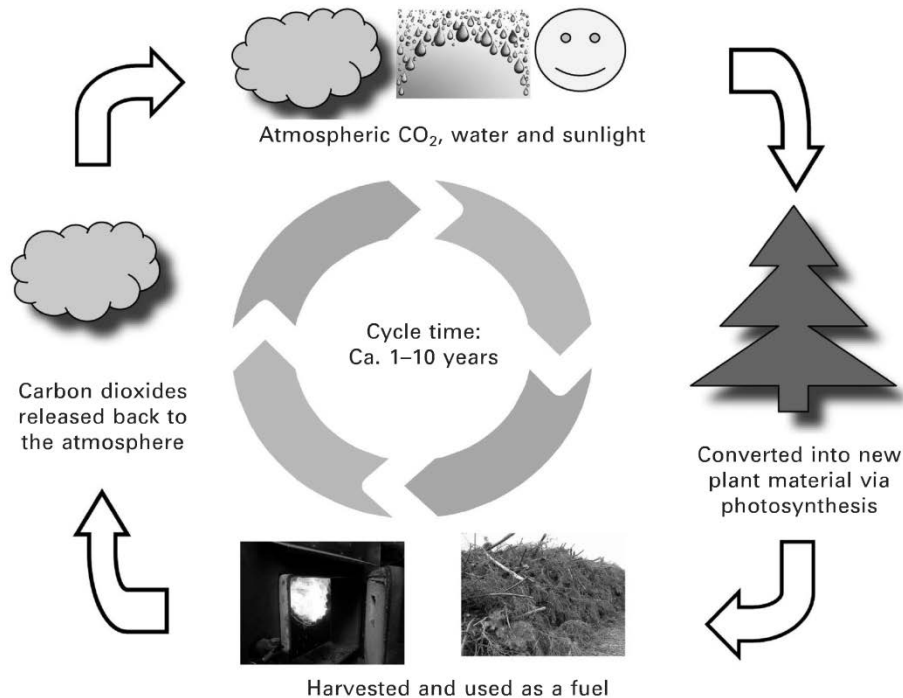 Atmospheric CO₂, water and sunlight
Cycle time:
Ca. 1–10 years
Carbon dioxides
released back to
the atmosphere
Converted into new
plant material via
photosynthesis
Harvested and used as a fuel